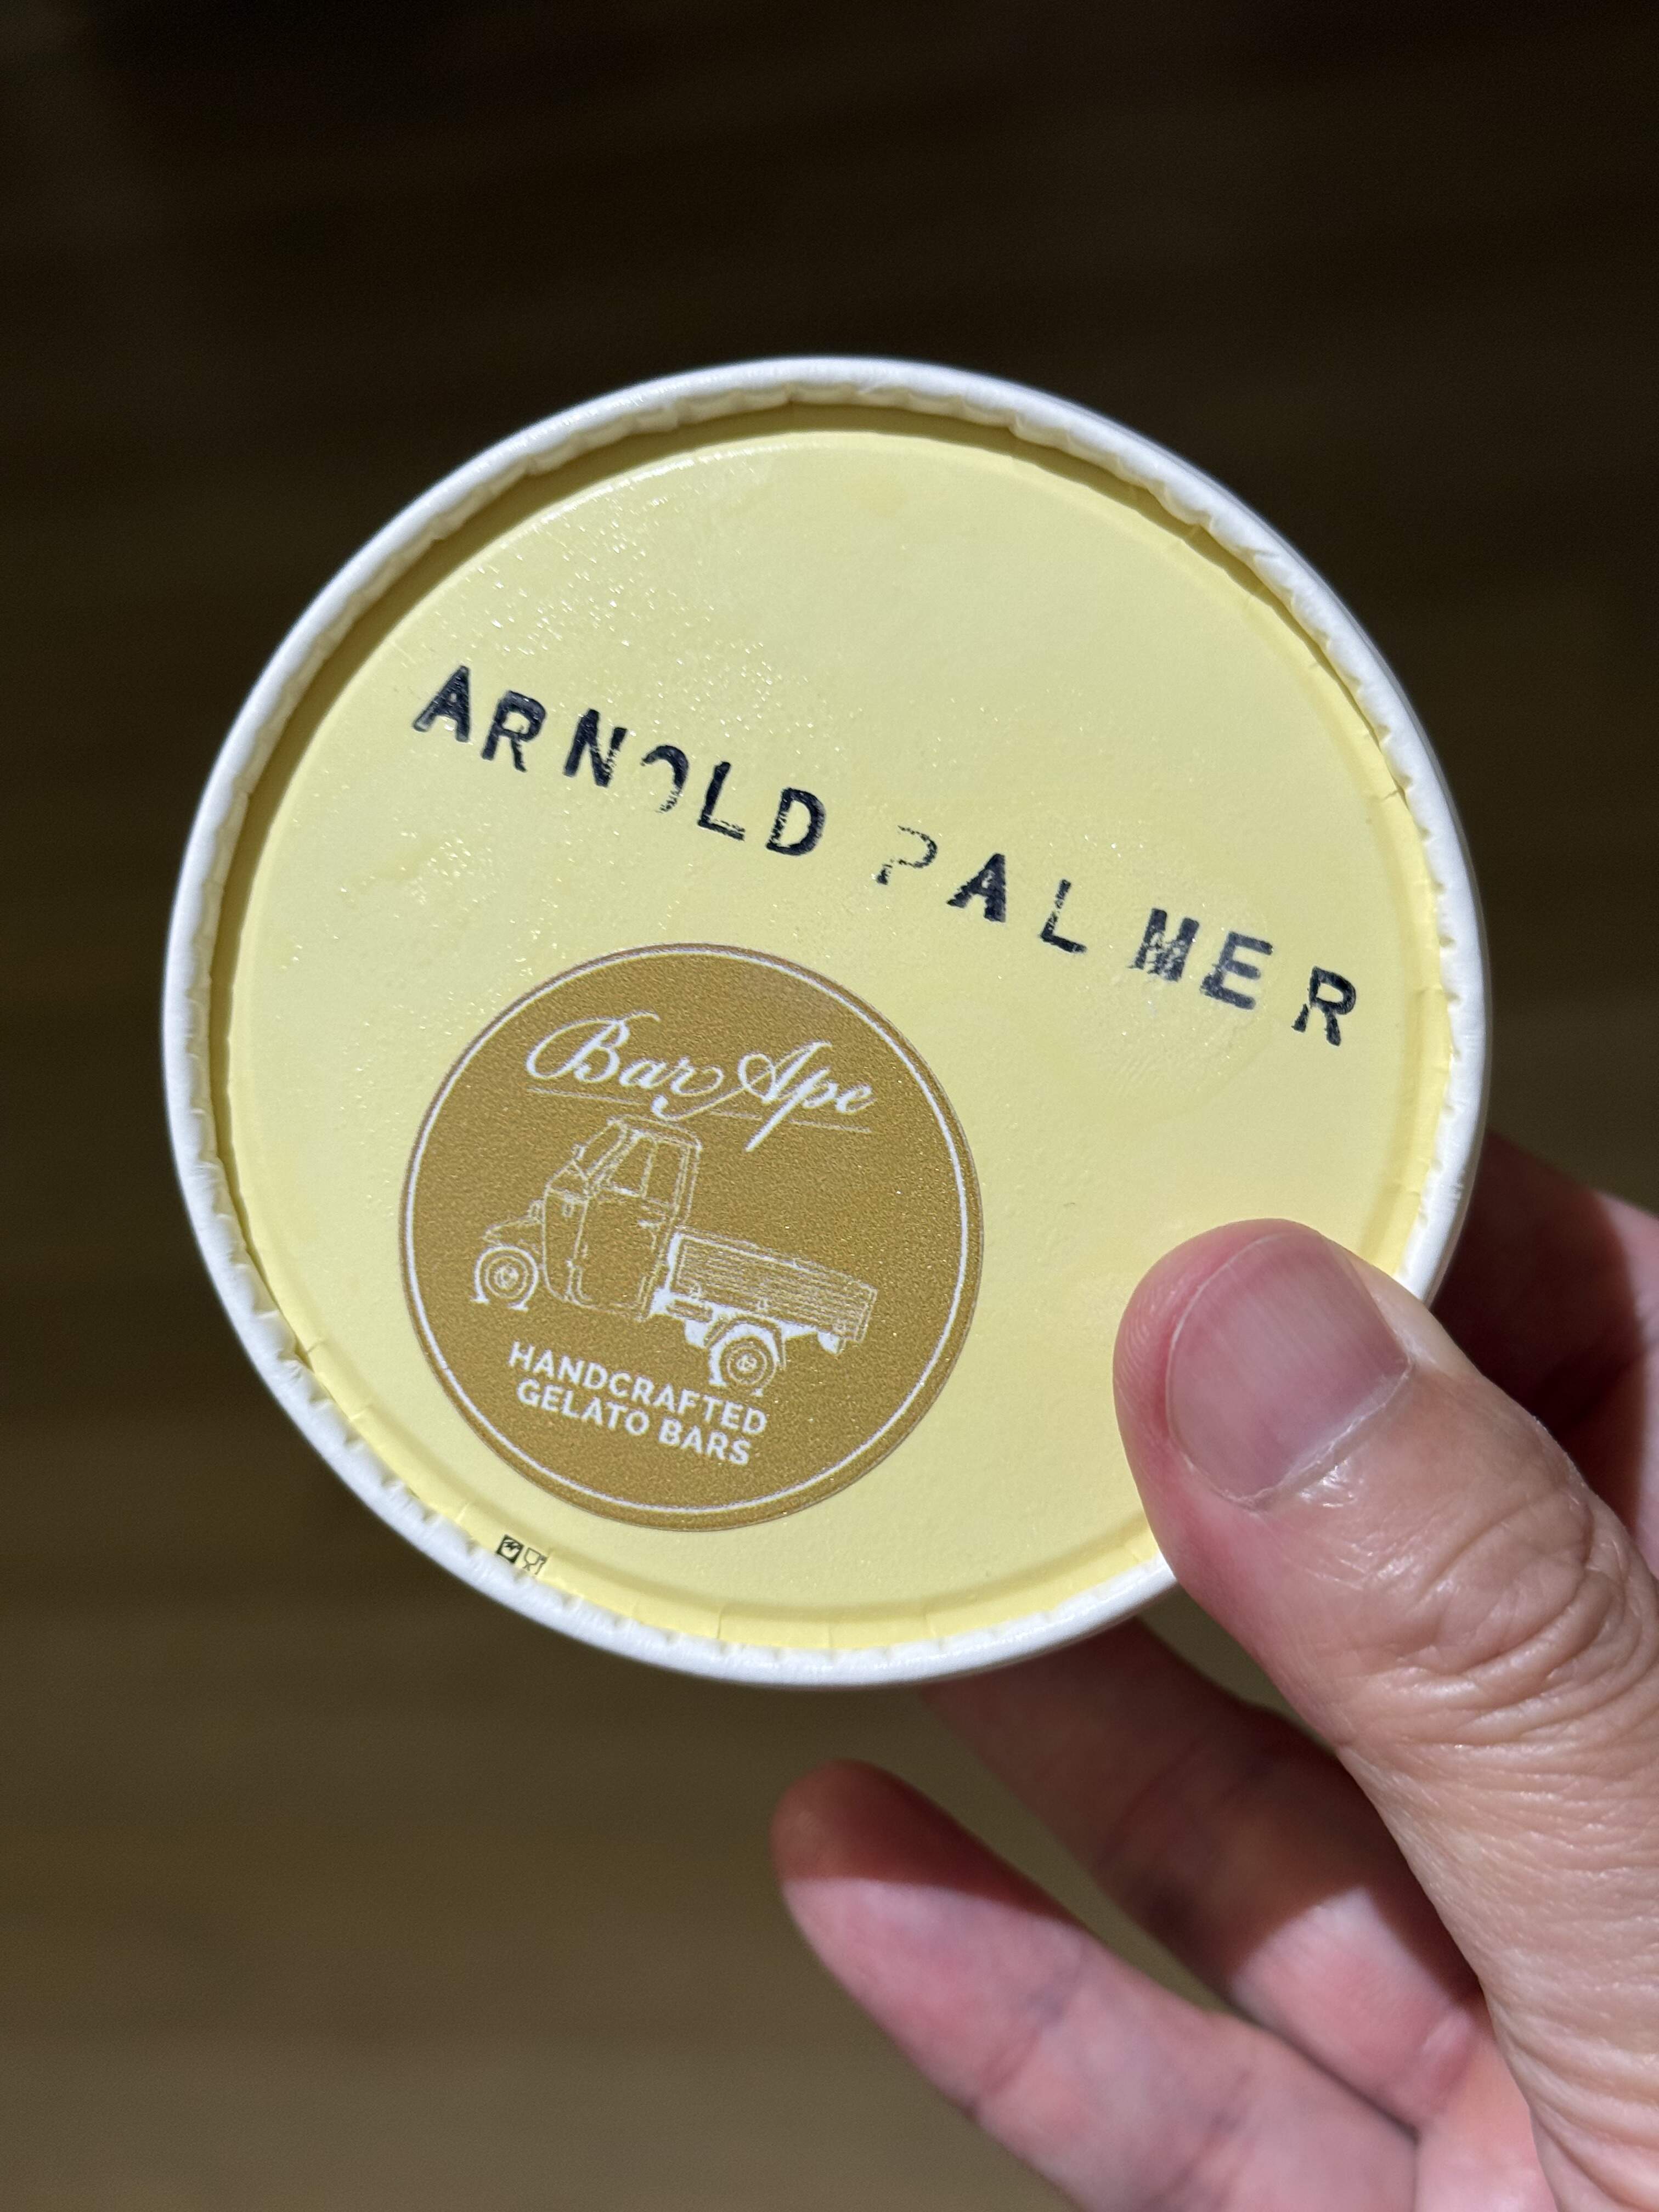 ARNOLD PALMER
Bar Ape
HANDCRAFTED
GELATO BARS